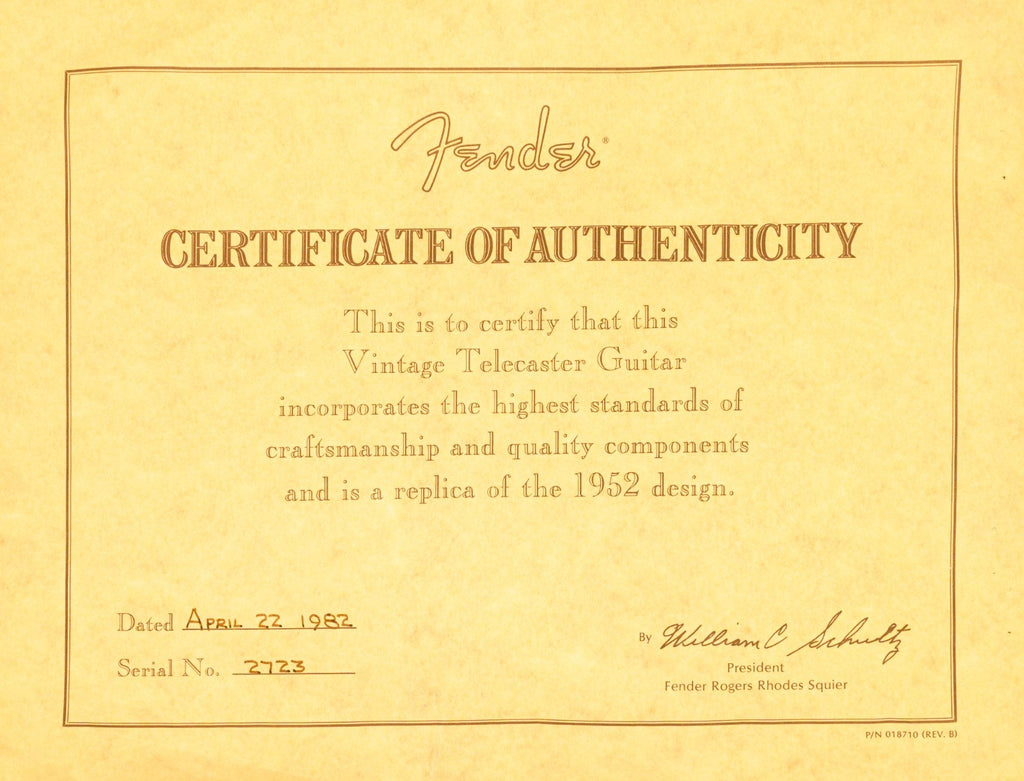 Fender®
CERTIFICATE OF AUTHENTICITY
This is to certify that this
Vintage Telecaster Guitar
incorporates the highest standards of
craftsmanship and quality components
and is a replica of the 1952 design.
Dated APRIL 22 1982
Serial No. 2723
By William C Schultz
President
Fender Rogers Rhodes Squier
P/N 018710 (REV. B)